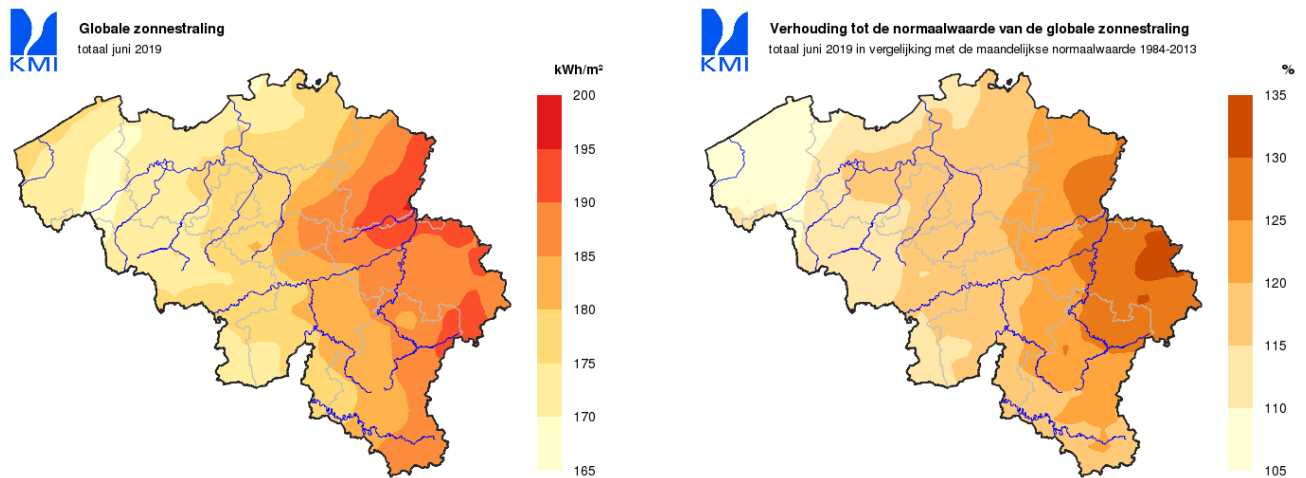 KMI
Globale zonnestraling
totaal juni 2019
kWh/m²
200
195
190
185
180
175
170
165
KMI
Verhouding tot de normaalwaarde van de globale zonnestraling
totaal juni 2019 in vergelijking met de maandelijkse normaalwaarde 1984-2013
%
135
130
125
120
115
110
105